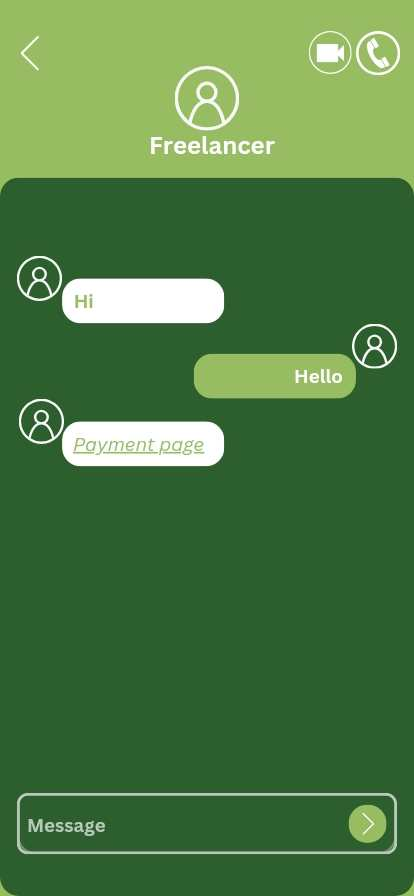 Freelancer
Hi
Hello
Payment page
Message